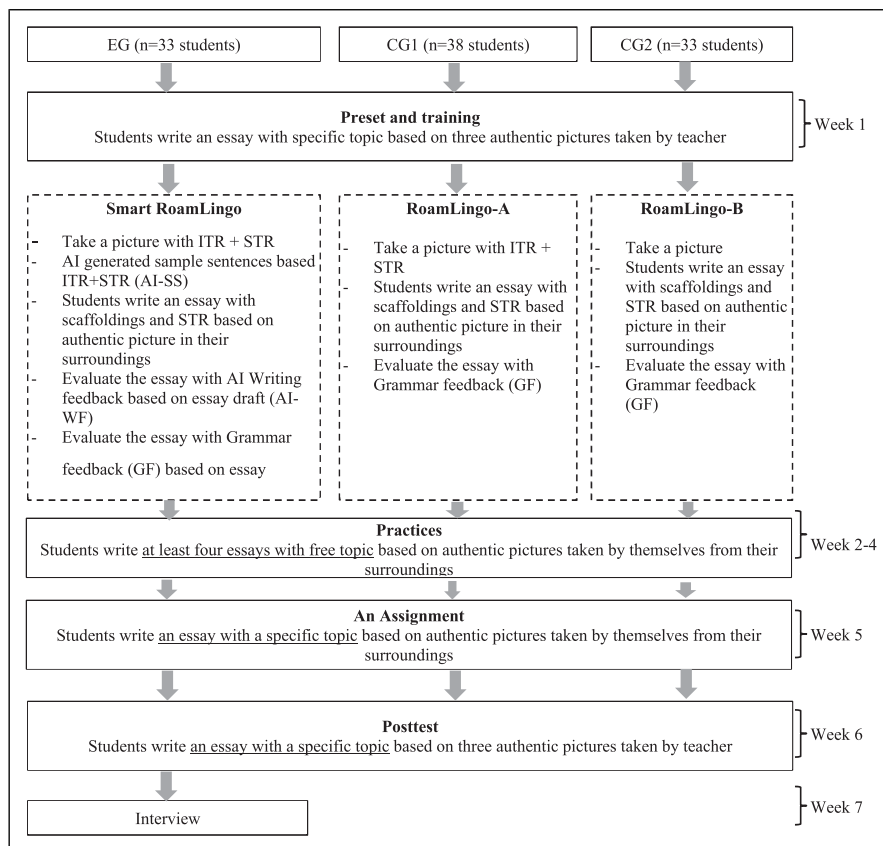 EG (n=33 students)
CG1 (n=38 students)
CG2 (n=33 students)
Preset and training
Students write an essay with specific topic based on three authentic pictures taken by teacher
Week 1
Smart RoamLingo
- Take a picture with ITR + STR
- AI generated sample sentences based
ITR+STR (AI-SS)
- Students write an essay with
scaffoldings and STR based on
authentic picture in their
surroundings
- Evaluate the essay with AI Writing
feedback based on essay draft (AI-
WF)
- Evaluate the essay with Grammar
feedback (GF) based on essay
RoamLingo-A
- Take a picture with ITR +
STR
- Students write an essay with
scaffoldings and STR based
on authentic picture in their
surroundings
- Evaluate the essay with
Grammar feedback (GF)
RoamLingo-B
- Take a picture
- Students write an essay
with scaffoldings and
STR based on authentic
picture in their
surroundings
- Evaluate the essay with
Grammar feedback
(GF)
Practices
Students write at least four essays with free topic based on authentic pictures taken by themselves from their
surroundings
Week 2-4
An Assignment
Students write an essay with a specific topic based on authentic pictures taken by themselves from their
surroundings
Week 5
Posttest
Students write an essay with a specific topic based on three authentic pictures taken by teacher
Week 6
Interview
Week 7